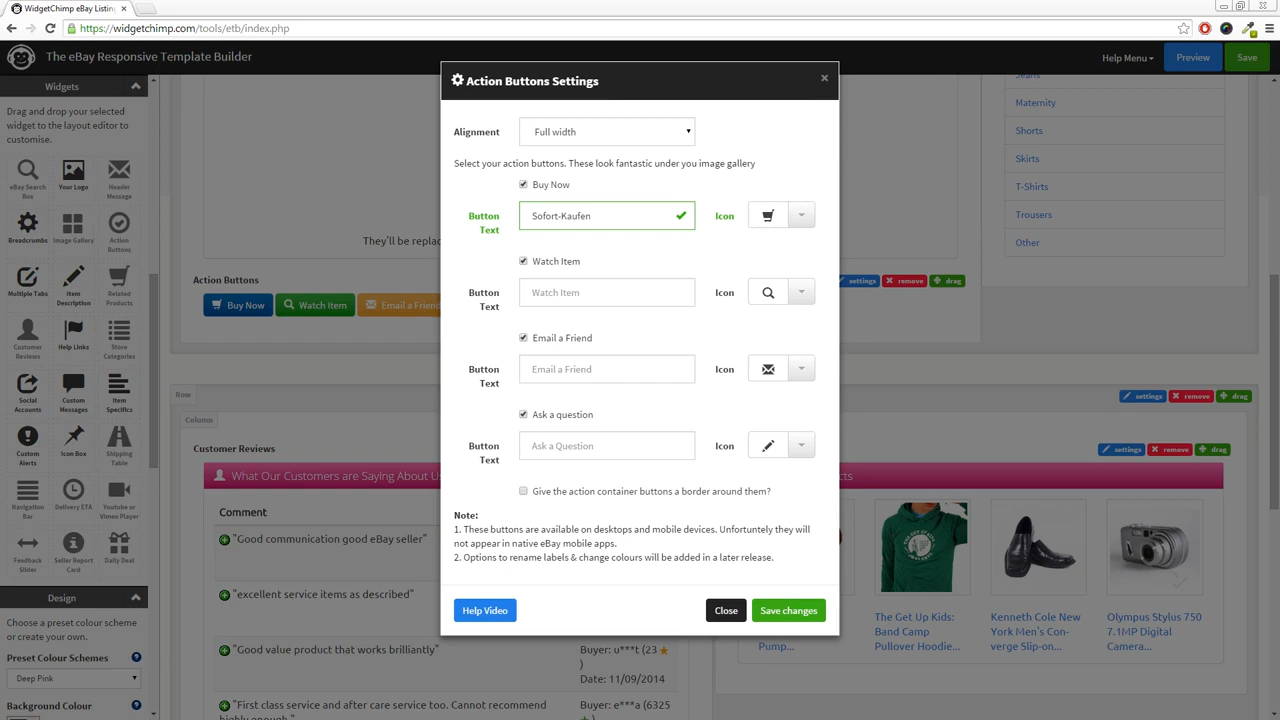 WidgetChimp eBay Listin
https://widgetchimp.com/tools/etb/index.php
The eBay Responsive Template Builder
Help Menu
Preview
Save
Widgets
Drag and drop your selected
widget to the layout editor to
customise.
eBay Search
Box
Your Logo
Header
Message
Breadcrumbs
Image Gallery
Action
Buttons
Multiple Tabs
Item
Description
Related
Products
Customer
Reviews
Help Links
Store
Categories
Social
Accounts
Custom
Messages
Item
Specifics
Custom
Alerts
Icon Box
Shipping
Table
Navigation
Bar
Delivery ETA
Youtube or
Vimeo Player
Feedback
Slider
Seller Report
Card
Daily Deal
Design
Choose a preset colour scheme
or create your own.
Preset Colour Schemes
Deep Pink
Background Colour
They'll be replac
Action Buttons
Buy Now
Watch Item
Email a Friend
settings
remove
drag
Row
settings
remove
drag
Column
Customer Reviews
settings
remove
drag
What Our Customers are Saying About U
Comment
"Good communication good eBay seller"
"excellent service items as described"
"Good value product that works brilliantly"
Buyer: u***t (23
)
Date: 11/09/2014
"First class service and after care service too. Cannot recommend
highly enough."
Buyer: e***a (6325
Action Buttons Settings
×
Alignment
Full width
Select your action buttons. These look fantastic under you image gallery
Buy Now
Button
Text
Sofort-Kaufen
Icon
Watch Item
Button
Text
Watch Item
Icon
Email a Friend
Button
Text
Email a Friend
Icon
Ask a question
Button
Text
Ask a Question
Icon
Give the action container buttons a border around them?
Note:
1. These buttons are available on desktops and mobile devices. Unfortuntely they will
not appear in native eBay mobile apps.
2. Options to rename labels & change colours will be added in a later release.
Help Video
Close
Save changes
Jeans
Maternity
Shorts
Skirts
T-Shirts
Trousers
Other
cts
Pump...
The Get Up Kids:
Band Camp
Pullover Hoodie...
Kenneth Cole New
York Men's Con-
verge Slip-on...
Olympus Stylus 750
7.1MP Digital
Camera...